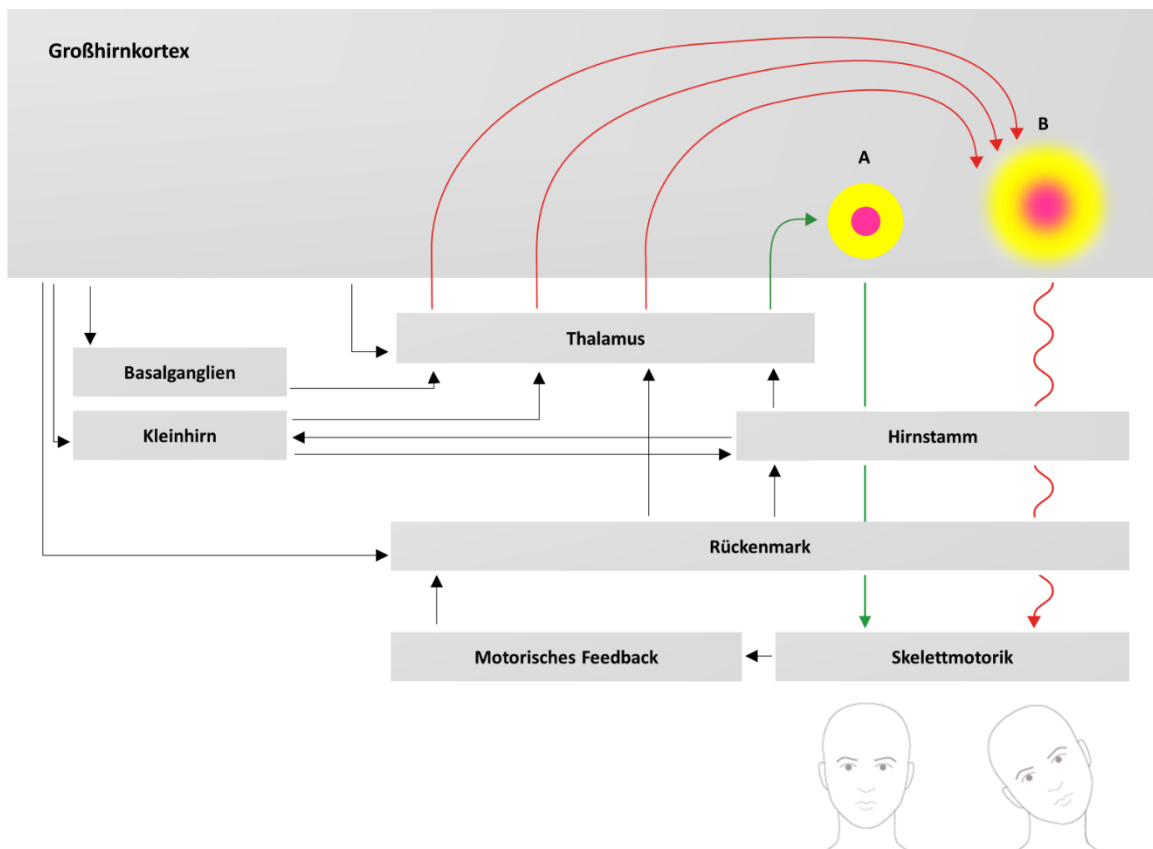 Großhirnkortex
B
A
Thalamus
Basalganglien
Kleinhirn
Hirnstamm
Rückenmark
Motorisches Feedback
Skelettmotorik